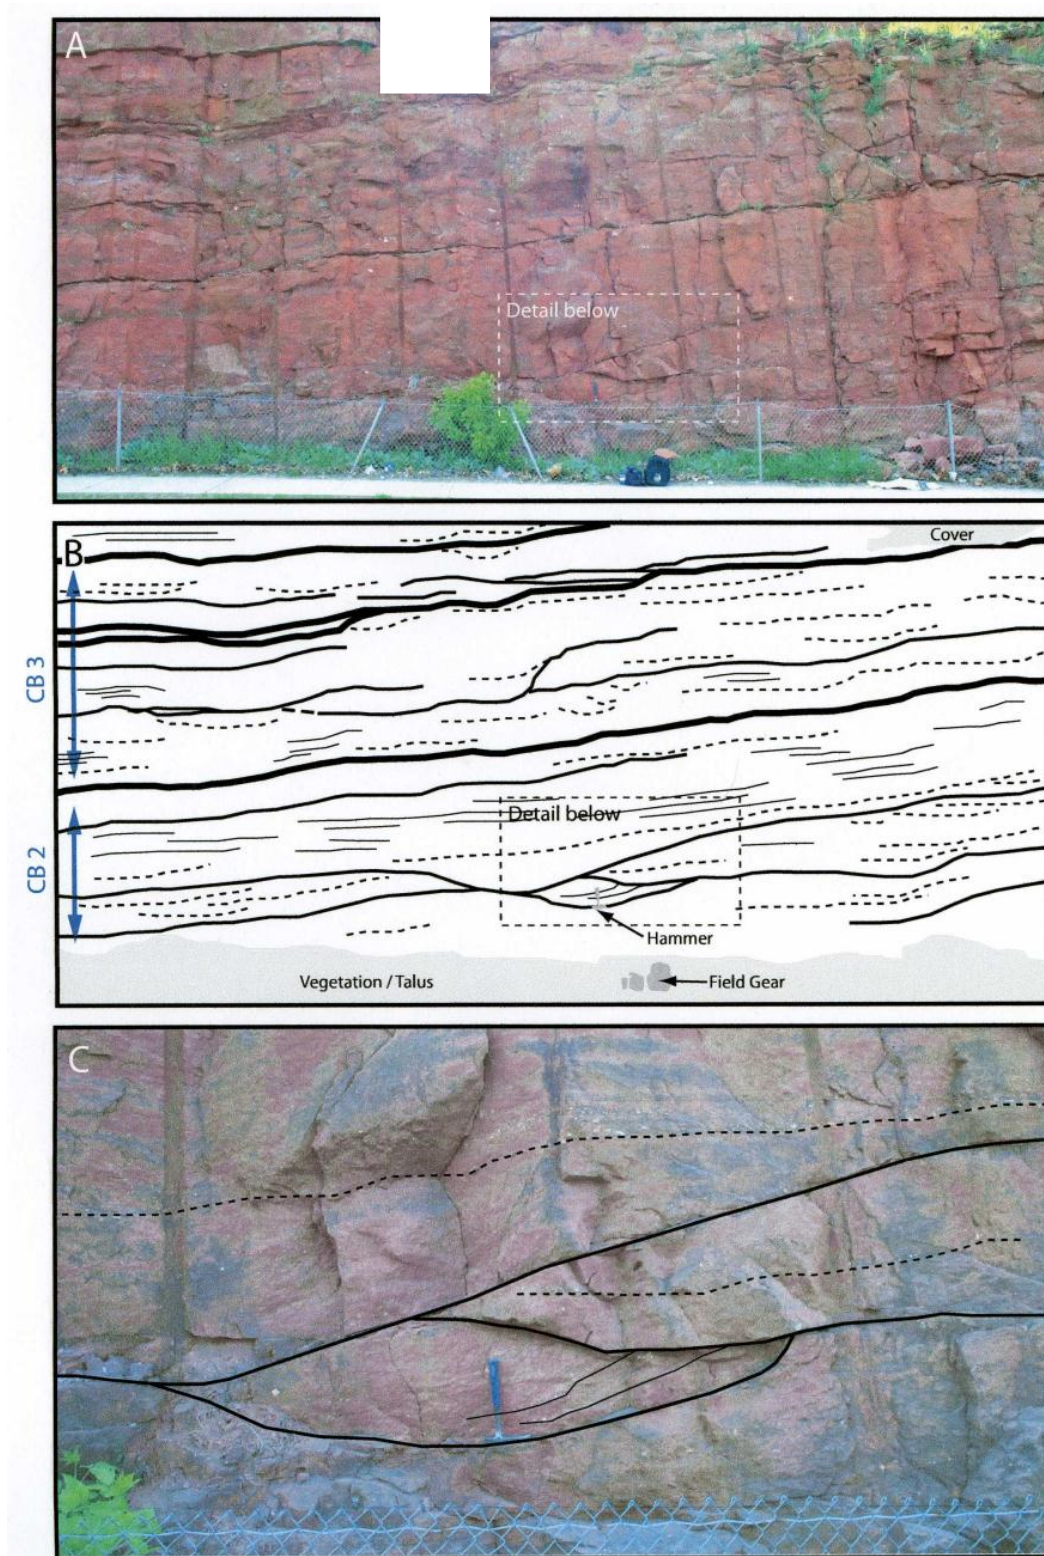 A
Detail below
B
Cover
CB 3
Detail below
CB 2
Hammer
Vegetation / Talus
Field Gear
C